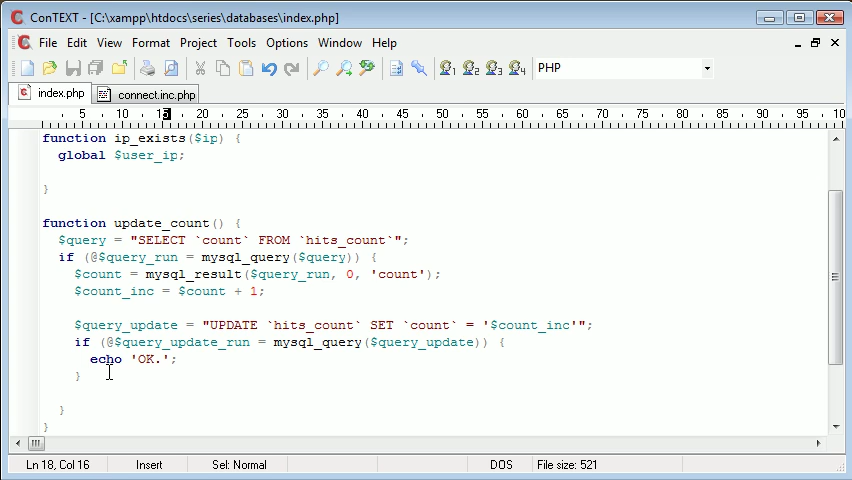 ConTEXT - [C:\xampp\htdocs\series\databases\index.php]
File Edit View Format Project Tools Options Window Help
1 2 3 4 PHP
index.php connect.inc.php
5 10 15 20 25 30 35 40 45 50 55 60 65 70 75 80 85 90 95 10
function ip_exists($ip) {
global $user_ip;
}
function update_count() {
$query = "SELECT `count` FROM `hits_count`";
if (@$query_run = mysql_query($query)) {
$count = mysql_result($query_run, 0, 'count');
$count_inc = $count + 1;
$query_update = "UPDATE `hits_count` SET `count` = '$count_inc'";
if (@$query_update_run = mysql_query($query_update)) {
echo 'OK.';
}
}
}
Ln 18, Col 16 Insert Sel: Normal DOS File size: 521